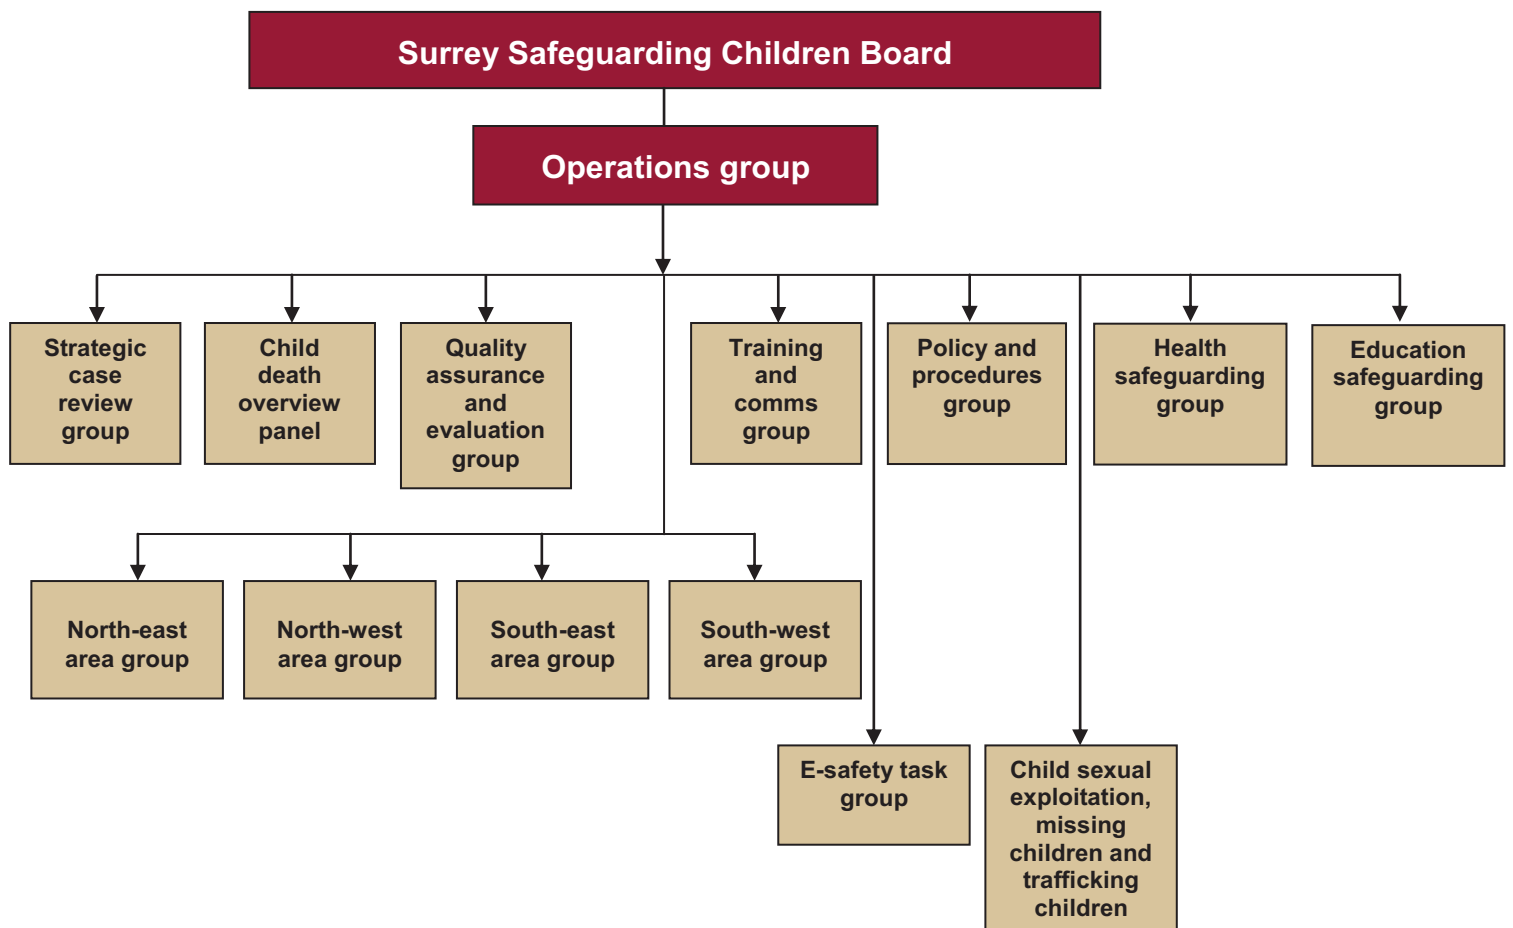 Surrey Safeguarding Children Board
Operations group
Strategic
case
review
group
Child
death
overview
panel
Quality
assurance
and
evaluation
group
Training
and
comms
group
Policy and
procedures
group
Health
safeguarding
group
Education
safeguarding
group
North-east
area group
North-west
area group
South-east
area group
South-west
area group
E-safety task
group
Child sexual
exploitation,
missing
children and
trafficking
children